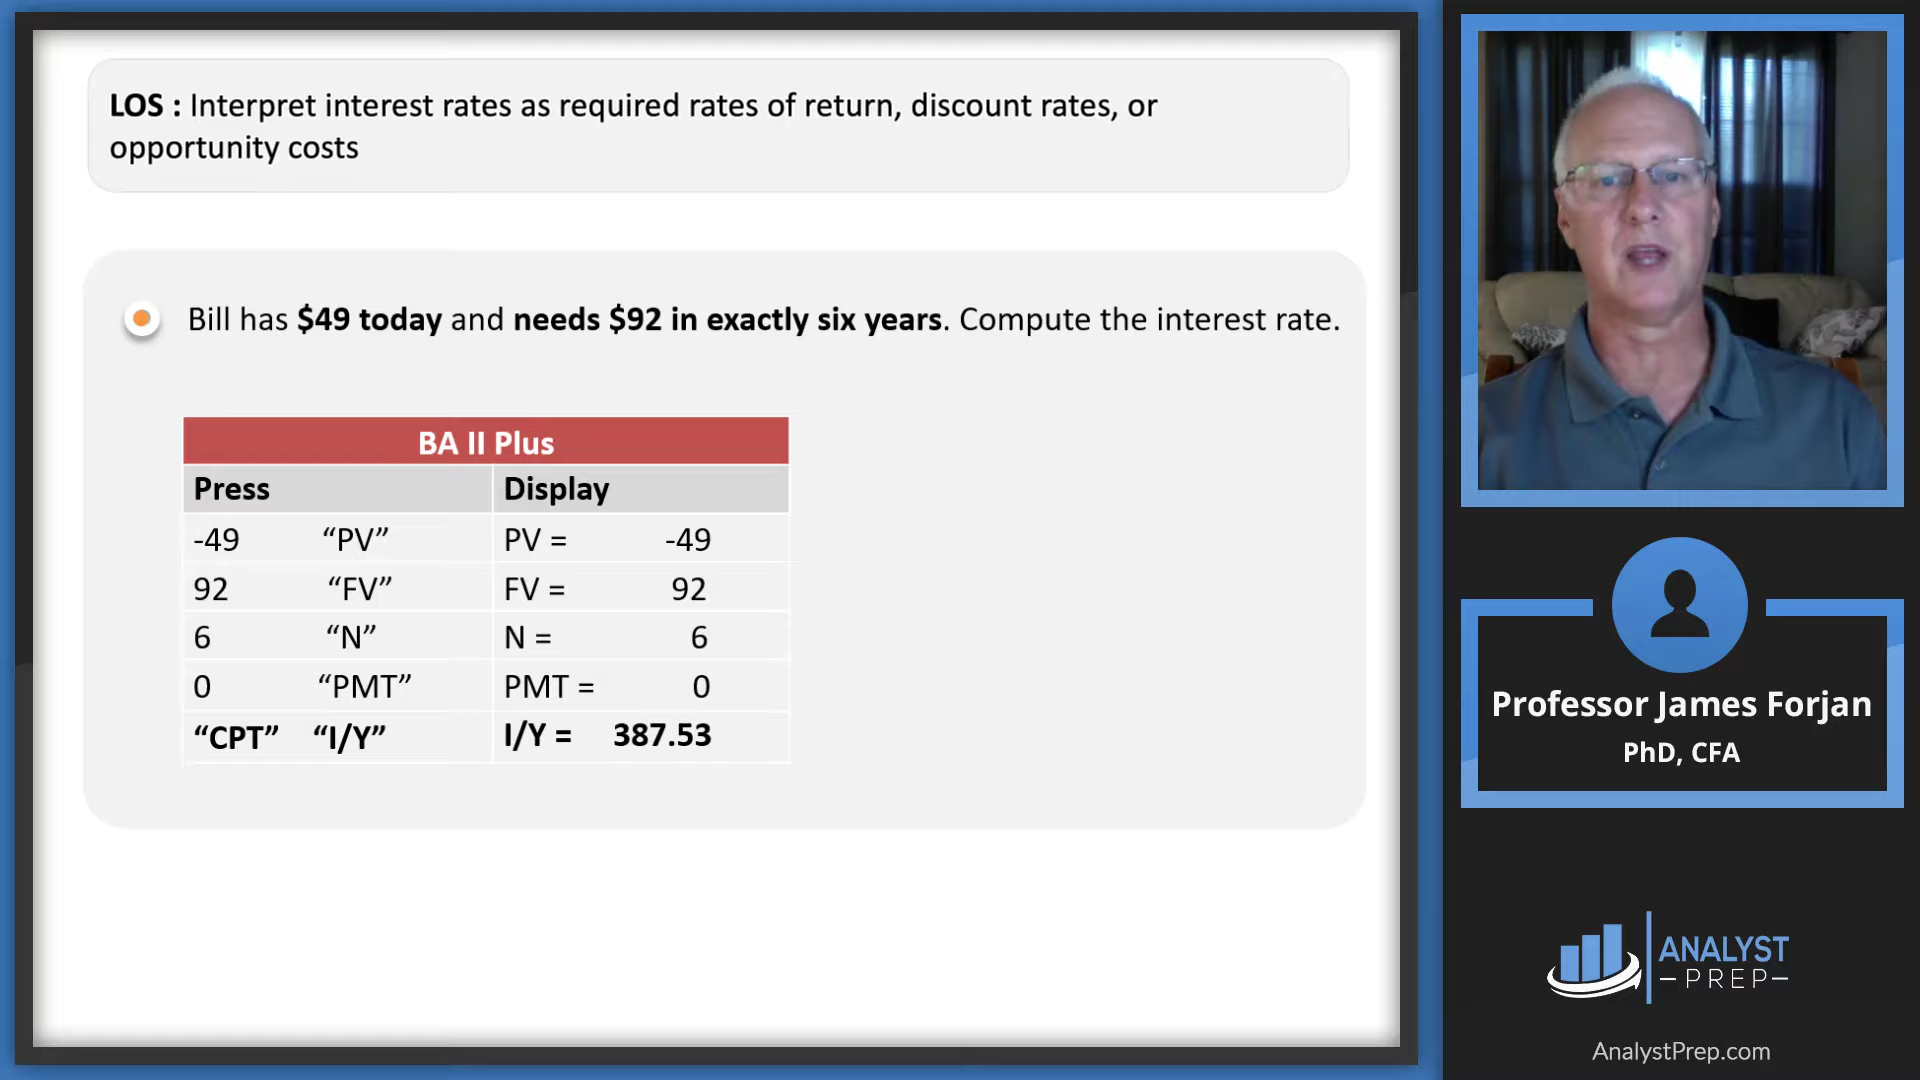 LOS : Interpret interest rates as required rates of return, discount rates, or
opportunity costs
Bill has $49 today and needs $92 in exactly six years. Compute the interest rate.
BA II Plus
Press Display
-49 “PV” PV = -49
92 “FV” FV = 92
6 “N” N = 6
0 “PMT” PMT = 0
“CPT” “I/Y” I/Y = 387.53
Professor James Forjan
PhD, CFA
ANALYST
PREP
AnalystPrep.com